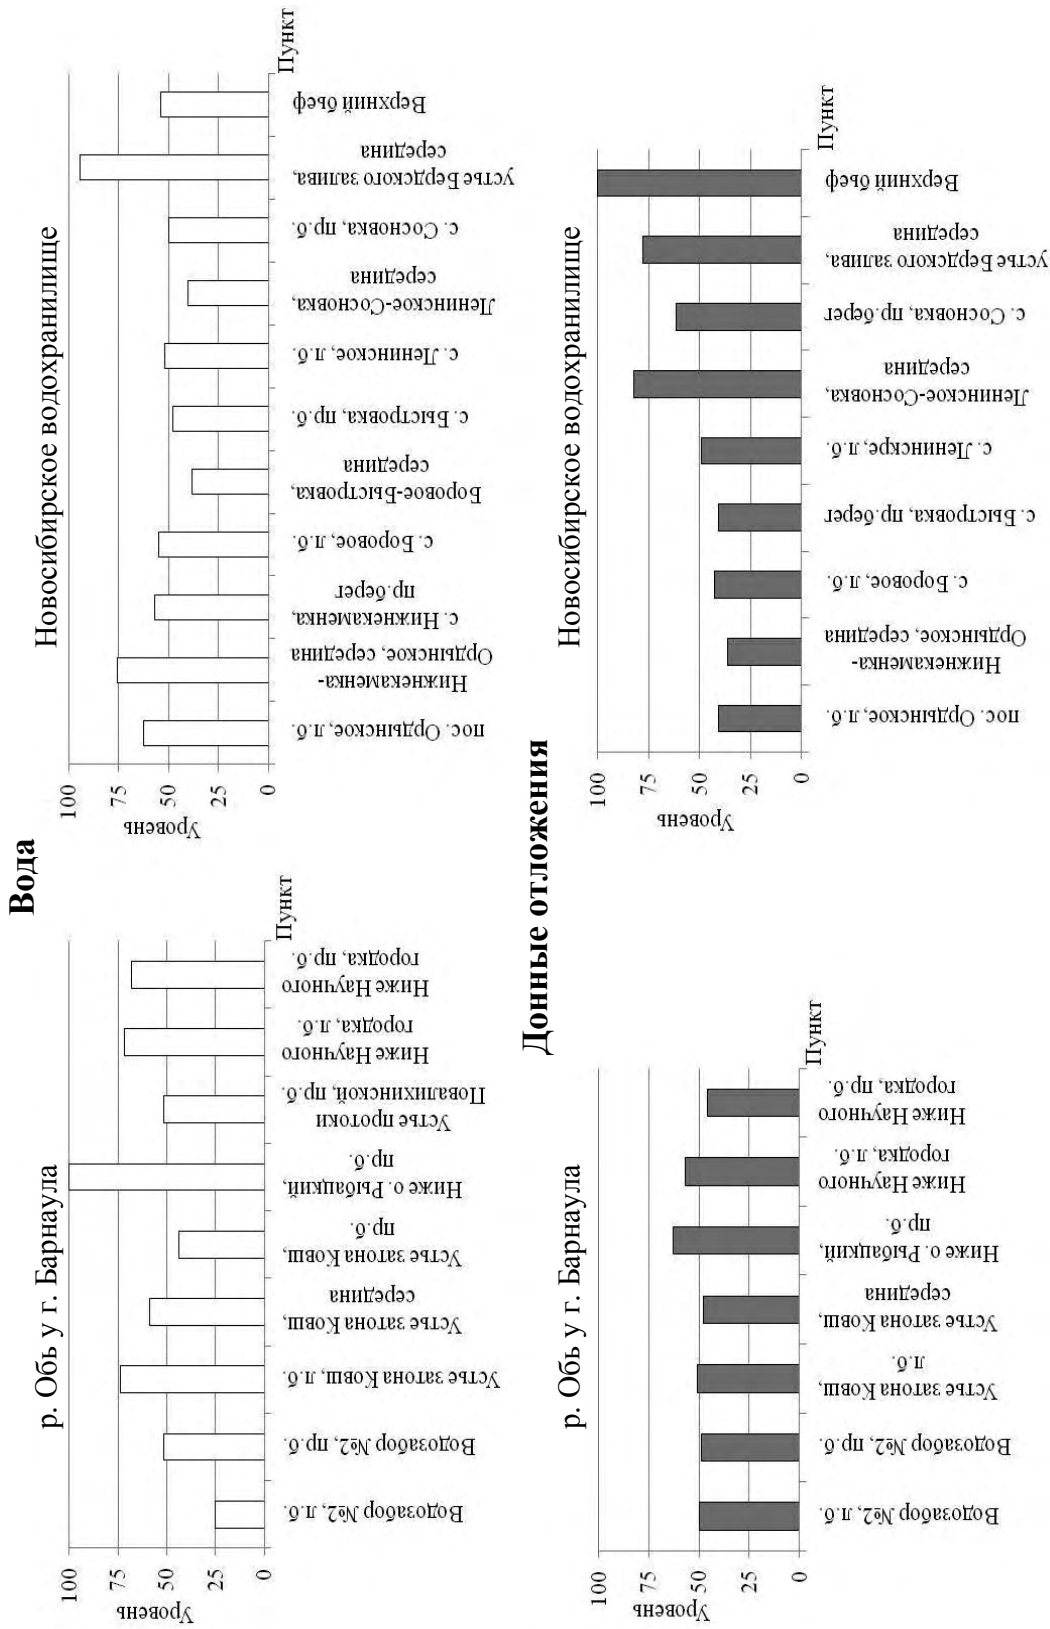 Вода
р. Обь у г. Барнаула
Уровень
100
75
50
25
0
Водозабор №2, л.б.
Водозабор №2, пр.б.
Устье затона Ковш, л.б.
Устье затона Ковш,
середина
Устье затона Ковш,
пр.б.
Ниже о. Рыбацкий,
пр.б.
Устье протоки
Повалихинской, пр.б.
Ниже Научного
городка, л.б.
Ниже Научного
городка, пр.б.
Пункт
Новосибирское водохранилище
Уровень
100
75
50
25
0
пос. Ордынское, л.б.
Нижнекаменка-
Ордынское, середина
с. Нижнекаменка,
пр.берег
с. Боровое, л.б.
Боровое-Быстровка,
середина
с. Быстровка, пр.б.
с. Ленинское, л.б.
Ленинское-Сосновка,
середина
с. Сосновка, пр.б.
устье Бердского залива,
середина
Верхний бьеф
Пункт
Донные отложения
р. Обь у г. Барнаула
Уровень
100
75
50
25
0
Водозабор №2, л.б.
Водозабор №2, пр.б.
Устье затона Ковш,
л.б.
Устье затона Ковш,
середина
Ниже о. Рыбацкий,
пр.б.
Ниже Научного
городка, л.б.
Ниже Научного
городка, пр.б.
Пункт
Новосибирское водохранилище
Уровень
100
75
50
25
0
пос. Ордынское, л.б.
Нижнекаменка-
Ордынское, середина
с. Боровое, л.б.
с. Быстровка, пр.берег
с. Ленинскре, л.б.
Ленинское-Сосновка,
середина
с. Сосновка, пр.берег
устье Бердского залива,
середина
Верхний бьеф
Пункт